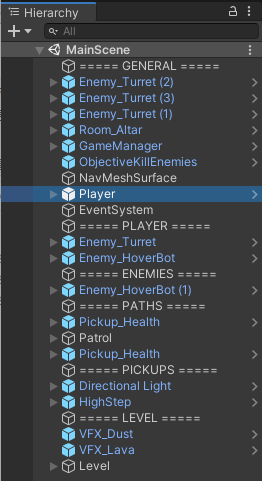 Hierarchy
All
MainScene
===== GENERAL =====
Enemy_Turret (2)
Enemy_Turret (3)
Enemy_Turret (1)
Room_Altar
GameManager
ObjectiveKillEnemies
NavMeshSurface
Player
EventSystem
===== PLAYER =====
Enemy_Turret
Enemy_HoverBot
===== ENEMIES =====
Enemy_HoverBot (1)
===== PATHS =====
Pickup_Health
Patrol
Pickup_Health
===== PICKUPS =====
Directional Light
HighStep
===== LEVEL =====
VFX_Dust
VFX_Lava
Level